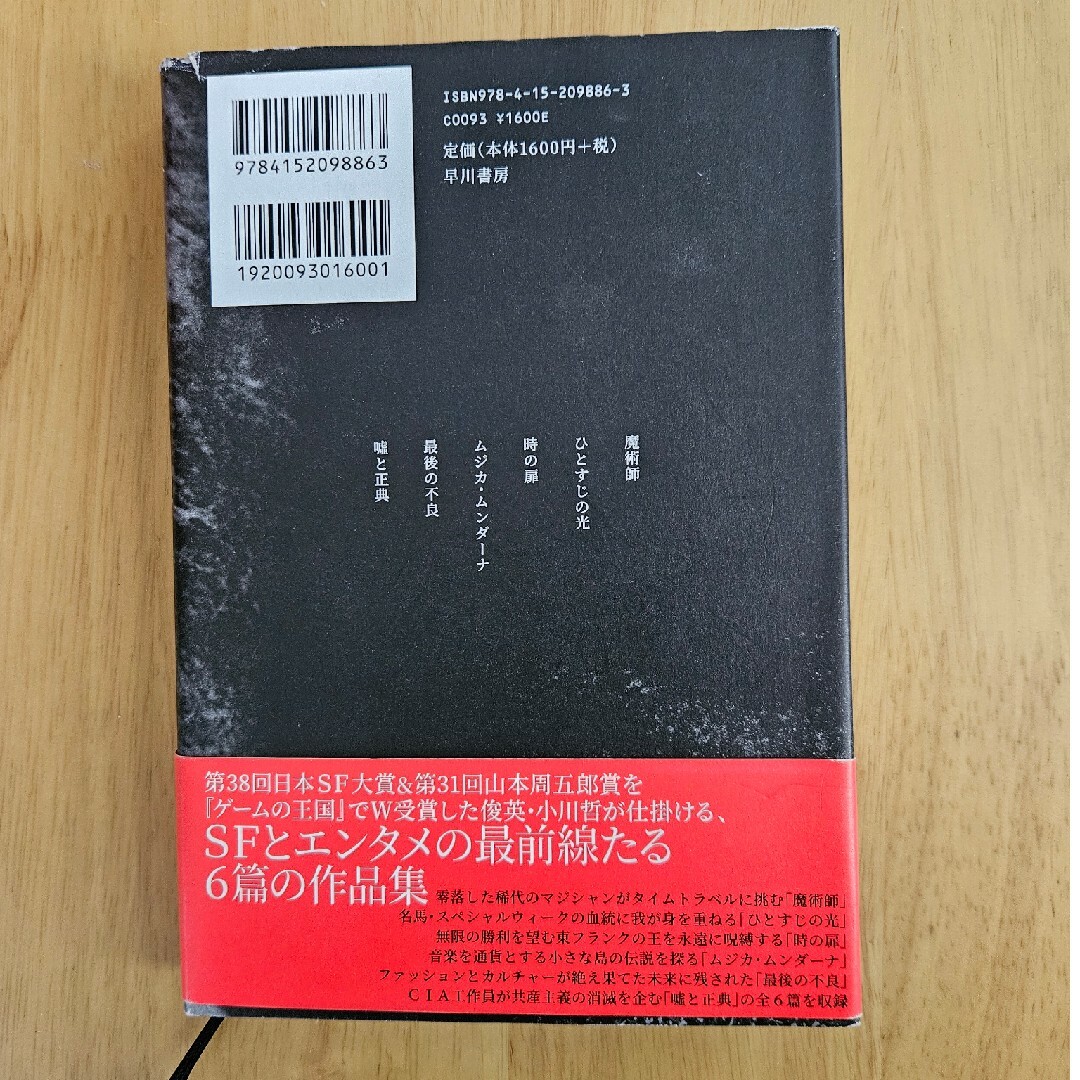 9784152098863
1920093016001
ISBN978-4-15-209886-3
C0093 ¥1600E
定価(本体1600円+税)
早川書房
魔術師
ひとすじの光
時の扉
ムジカ・ムンダーナ
最後の不良
嘘と正典
第38回日本SF大賞&第31回山本周五郎賞を
『ゲームの王国』でW受賞した俊英・小川哲が仕掛ける、
SFとエンタメの最前線たる
6篇の作品集
零落した稀代のマジシャンがタイムトラベルに挑む「魔術師」
名馬・スペシャルウィークの血統に我が身を重ねる「ひとすじの光」
無限の勝利を望む東フランクの王を永遠に呪縛する「時の扉」
音楽を通貨とする小さな島の伝説を探る「ムジカ・ムンダーナ」
ファッションとカルチャーが絶え果てた未来に残された「最後の不良」
CIA工作員が共産主義の消滅を企む「嘘と正典」の全6篇を収録